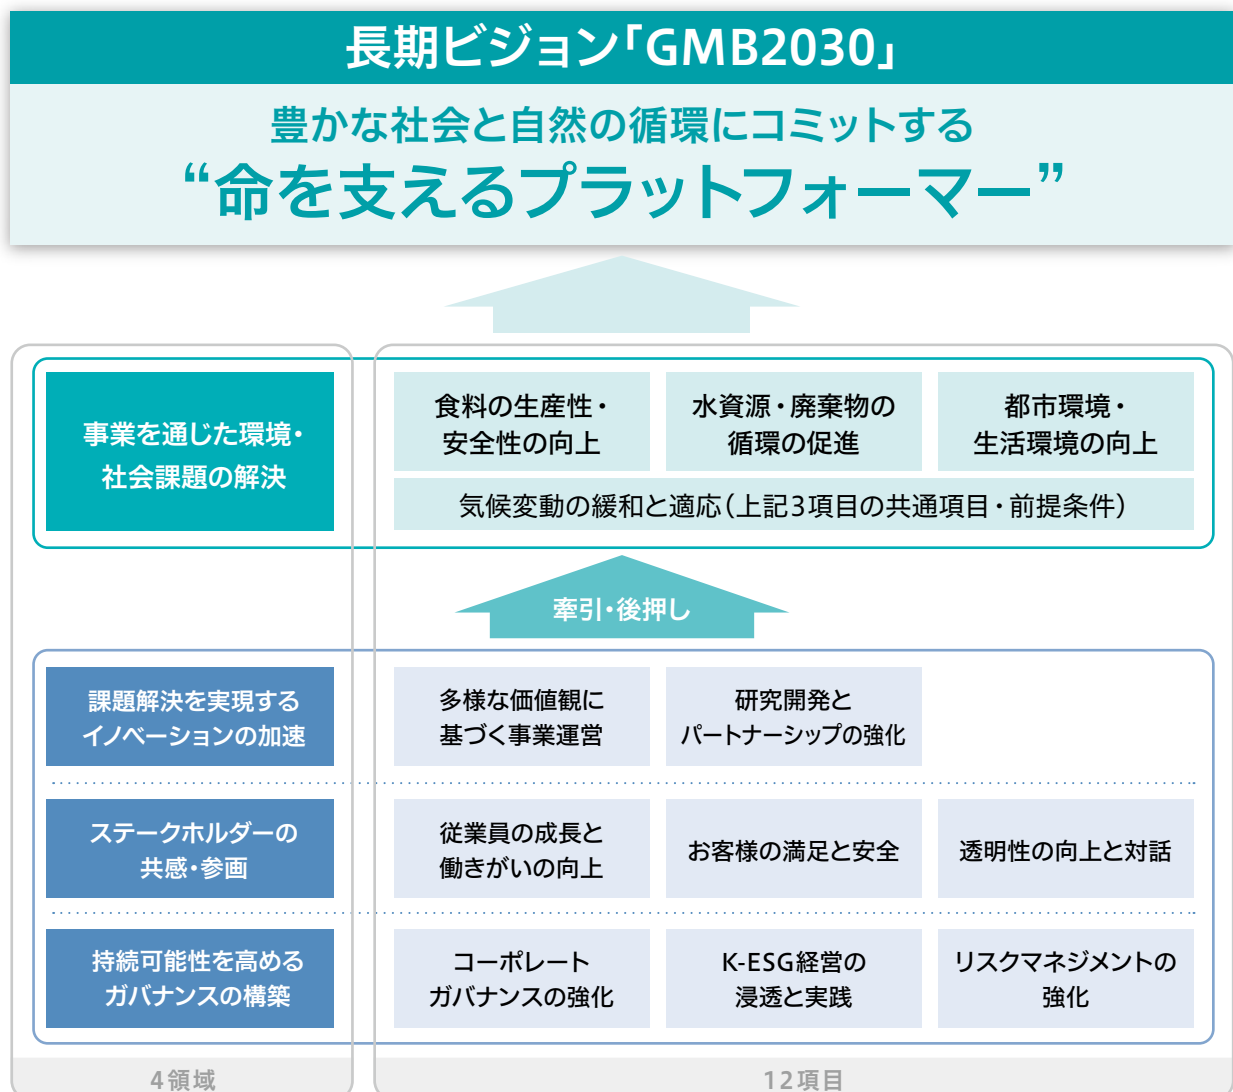 長期ビジョン「GMB2030」
豊かな社会と自然の循環にコミットする
“命を支えるプラットフォーマー”
事業を通じた環境・
社会課題の解決
食料の生産性・
安全性の向上
水資源・廃棄物の
循環の促進
都市環境・
生活環境の向上
気候変動の緩和と適応(上記3項目の共通項目・前提条件)
牽引・後押し
課題解決を実現する
イノベーションの加速
多様な価値観に
基づく事業運営
研究開発と
パートナーシップの強化
ステークホルダーの
共感・参画
従業員の成長と
働きがいの向上
お客様の満足と安全
透明性の向上と対話
持続可能性を高める
ガバナンスの構築
コーポレート
ガバナンスの強化
K-ESG経営の
浸透と実践
リスクマネジメントの
強化
4領域
12項目